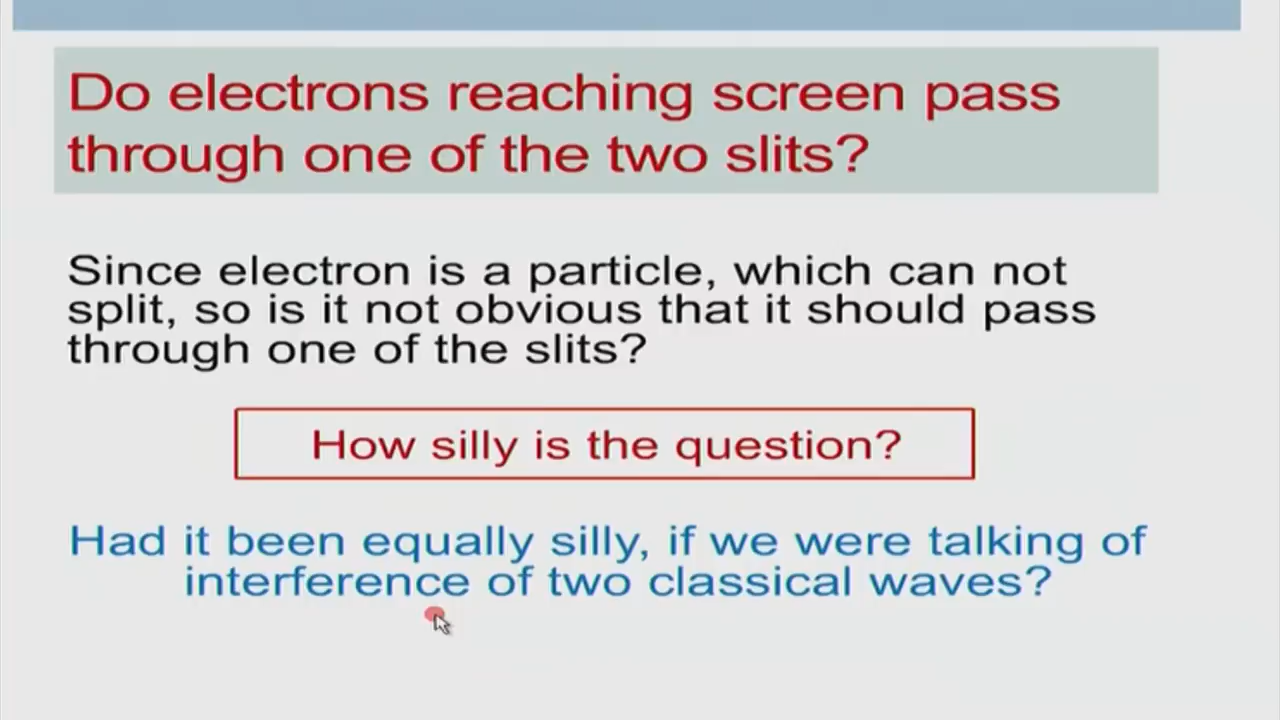 Do electrons reaching screen pass
through one of the two slits?
Since electron is a particle, which can not
split, so is it not obvious that it should pass
through one of the slits?
How silly is the question?
Had it been equally silly, if we were talking of
interference of two classical waves?